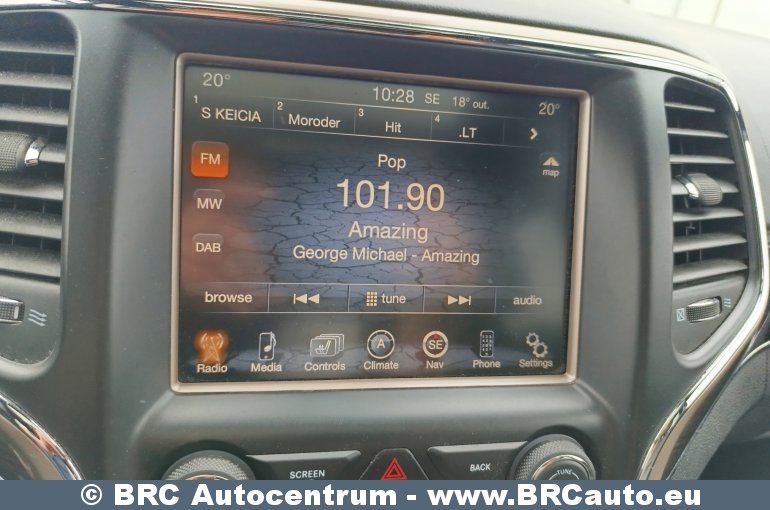 20° 10:28 SE 18° out. 20°
1 S KEICIA 2 Moroder 3 Hit 4 .LT
FM Pop map
101.90
MW
Amazing
DAB George Michael - Amazing
browse tune audio
A SE
Radio Media Controls Climate Nav Phone Settings
SCREEN BACK
TUNE
© BRC Autocentrum - www.BRCauto.eu